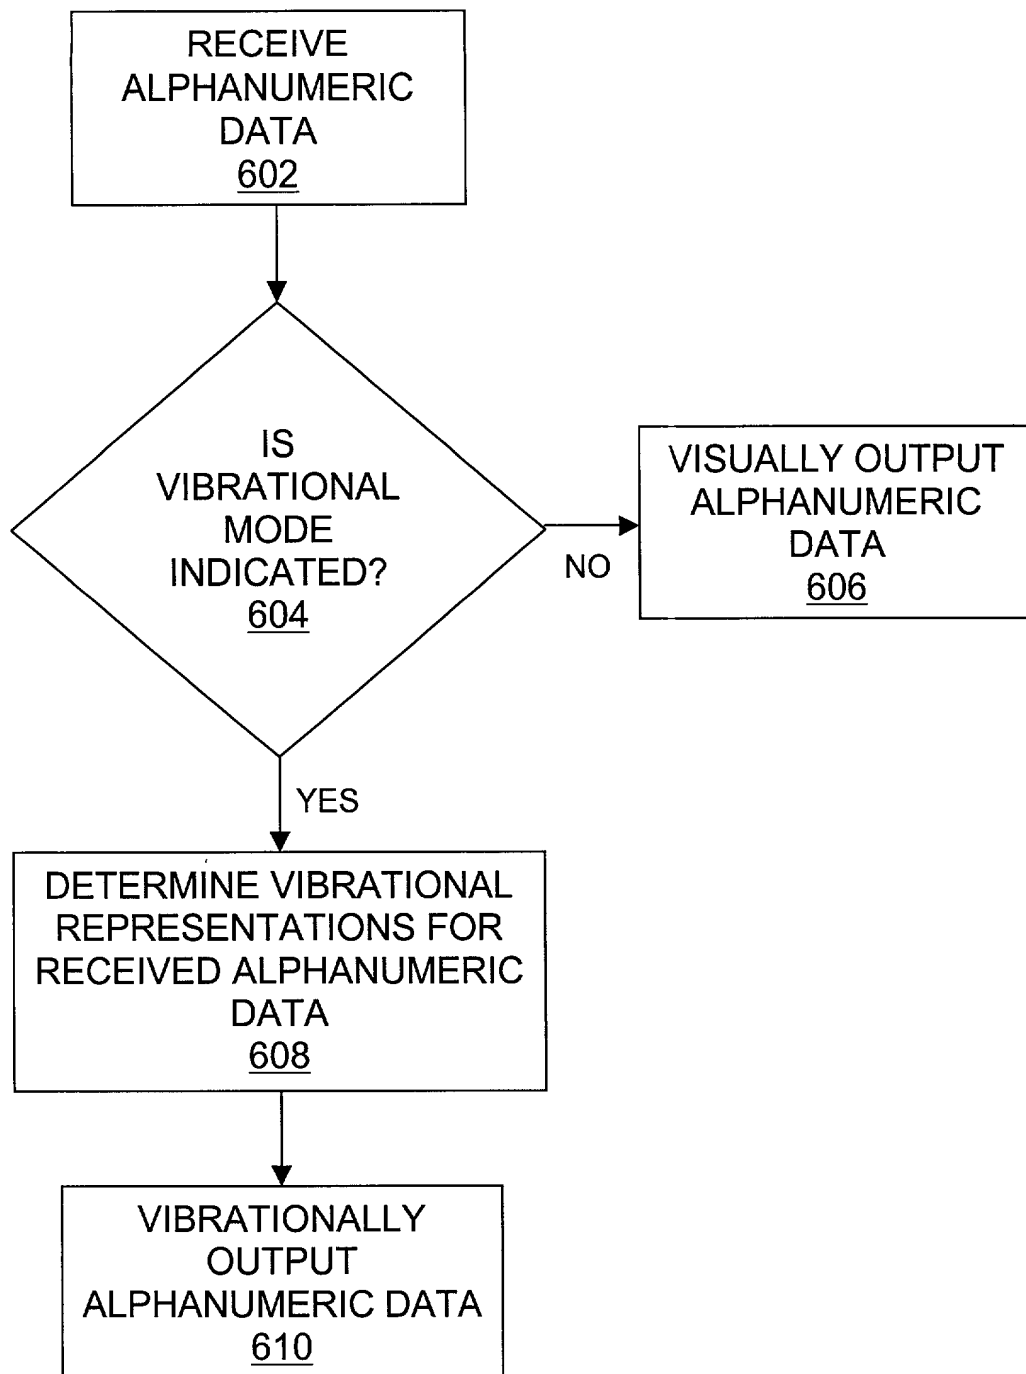 RECEIVE
ALPHANUMERIC
DATA
602
IS
VIBRATIONAL
MODE
INDICATED?
604
NO
VISUALLY OUTPUT
ALPHANUMERIC
DATA
606
YES
DETERMINE VIBRATIONAL
REPRESENTATIONS FOR
RECEIVED ALPHANUMERIC
DATA
608
VIBRATIONALLY
OUTPUT
ALPHANUMERIC DATA
610